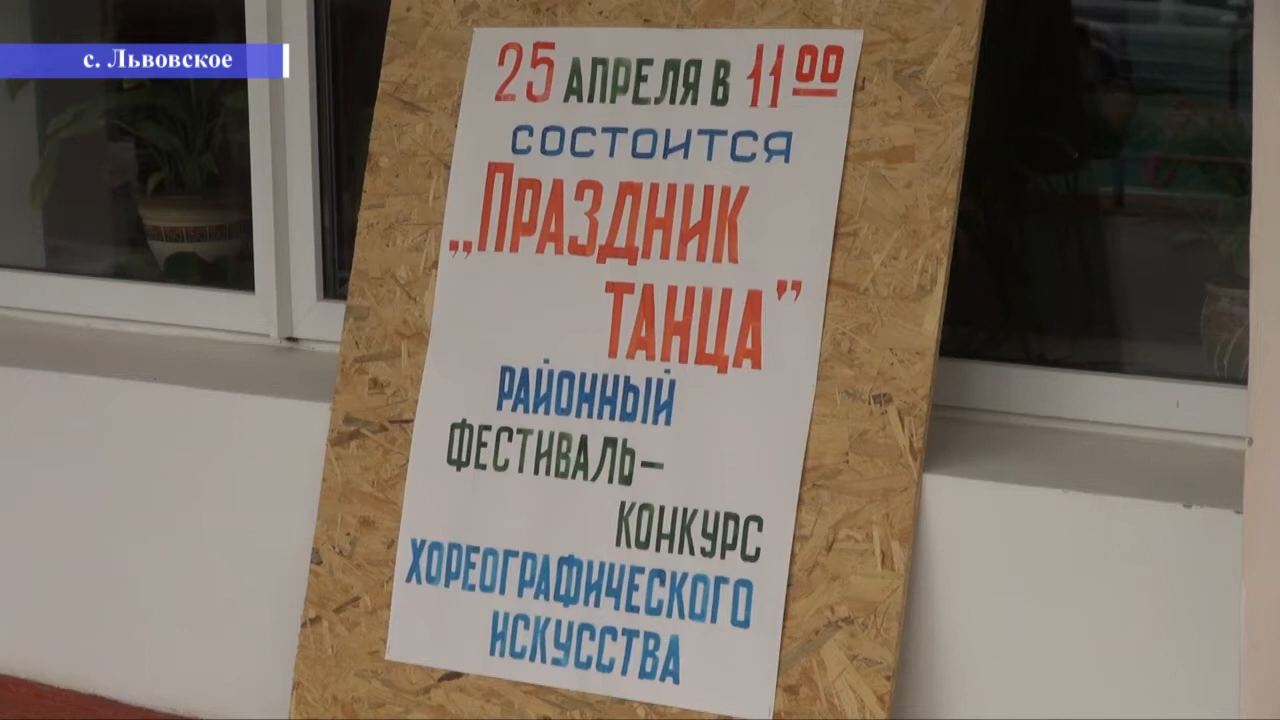 с. Львовское
25 АПРЕЛЯ В 11 00
СОСТОИТСЯ
„ПРАЗДНИК
ТАНЦА”
РАЙОННЫЙ
ФЕСТИВАЛЬ–
КОНКУРС
ХОРЕОГРАФИЧЕСКОГО
ИСКУССТВА